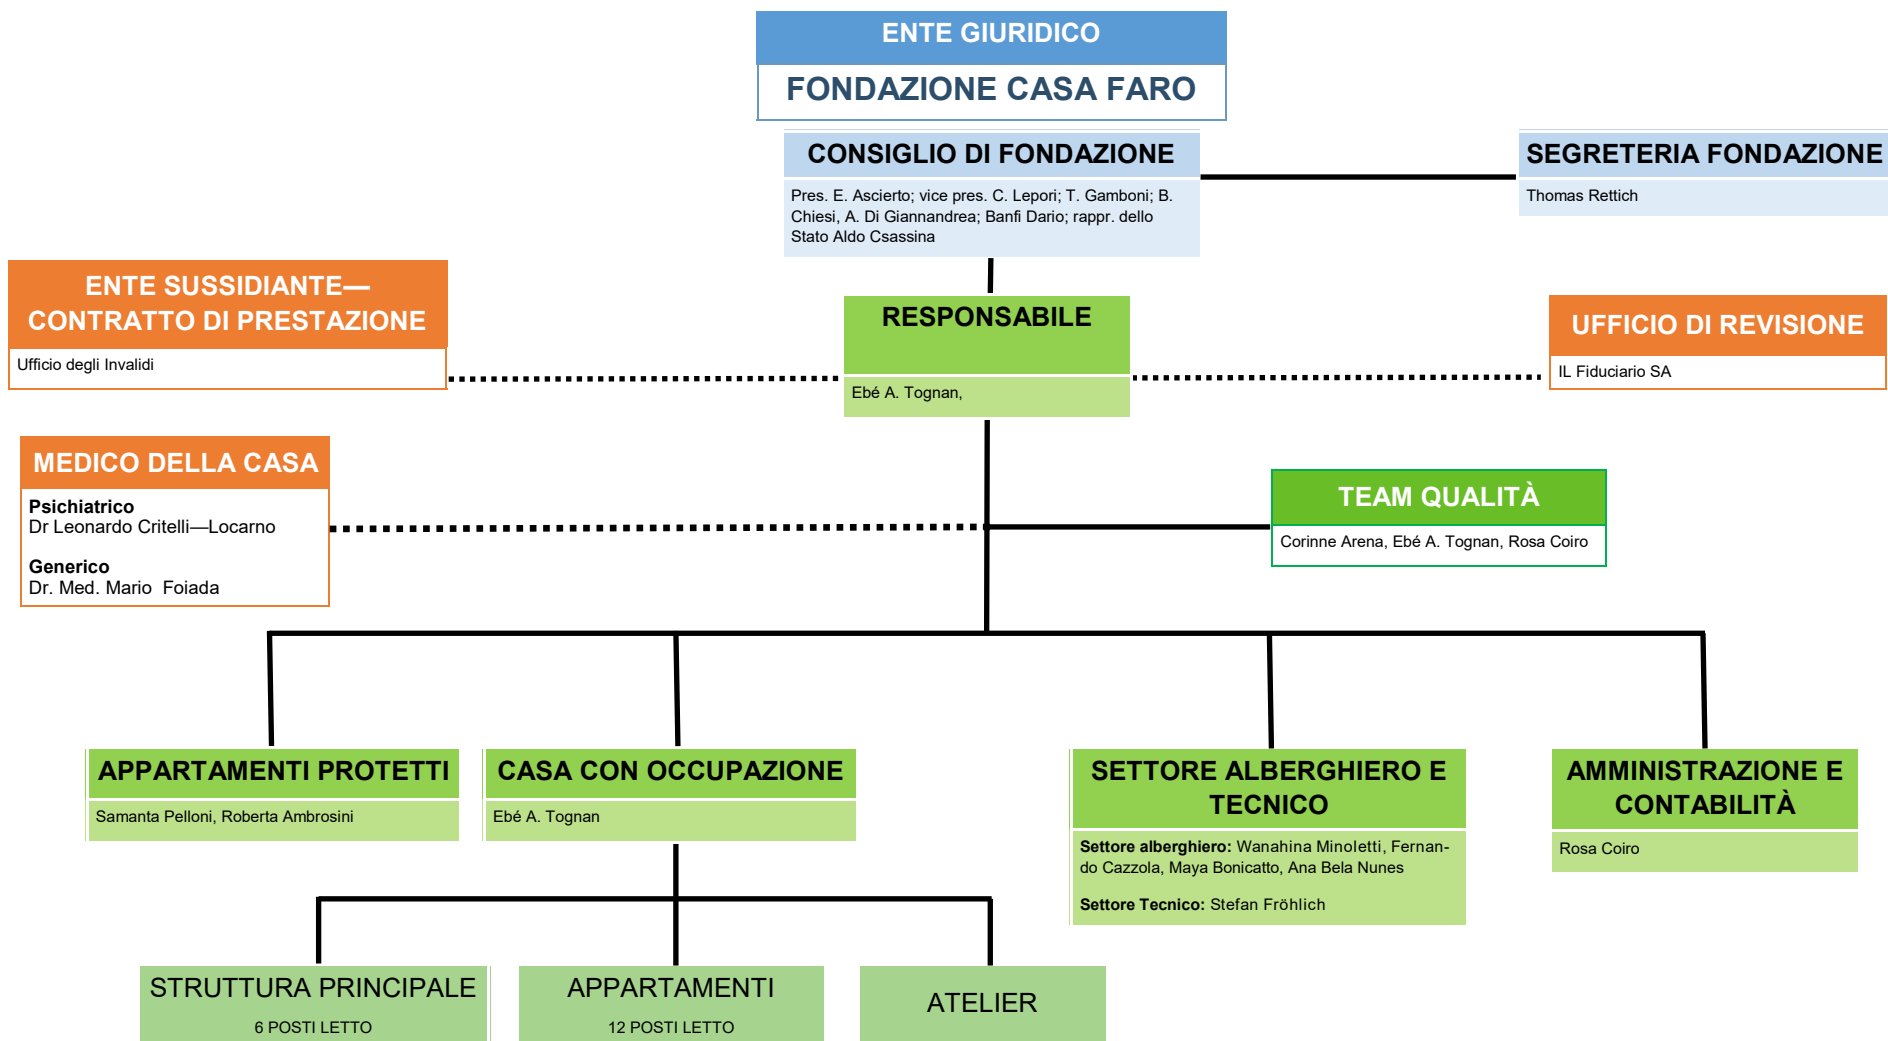 ENTE GIURIDICO
FONDAZIONE CASA FARO
CONSIGLIO DI FONDAZIONE
Pres. E. Ascierto; vice pres. C. Lepori; T. Gamboni; B.
Chiesi, A. Di Giannandrea; Banfi Dario; rappr. dello
Stato Aldo Csassina
SEGRETERIA FONDAZIONE
Thomas Rettich
ENTE SUSSIDIANTE—
CONTRATTO DI PRESTAZIONE
Ufficio degli Invalidi
RESPONSABILE
Ebé A. Tognan,
UFFICIO DI REVISIONE
IL Fiduciario SA
MEDICO DELLA CASA
Psichiatrico
Dr Leonardo Critelli—Locarno
Generico
Dr. Med. Mario  Foiada
TEAM QUALITÀ
Corinne Arena, Ebé A. Tognan, Rosa Coiro
APPARTAMENTI PROTETTI
Samanta Pelloni, Roberta Ambrosini
CASA CON OCCUPAZIONE
Ebé A. Tognan
SETTORE ALBERGHIERO E
TECNICO
Settore alberghiero: Wanahina Minoletti, Fernan-
do Cazzola, Maya Bonicatto, Ana Bela Nunes
Settore Tecnico: Stefan Fröhlich
AMMINISTRAZIONE E
CONTABILITÀ
Rosa Coiro
STRUTTURA PRINCIPALE
6 POSTI LETTO
APPARTAMENTI
12 POSTI LETTO
ATELIER